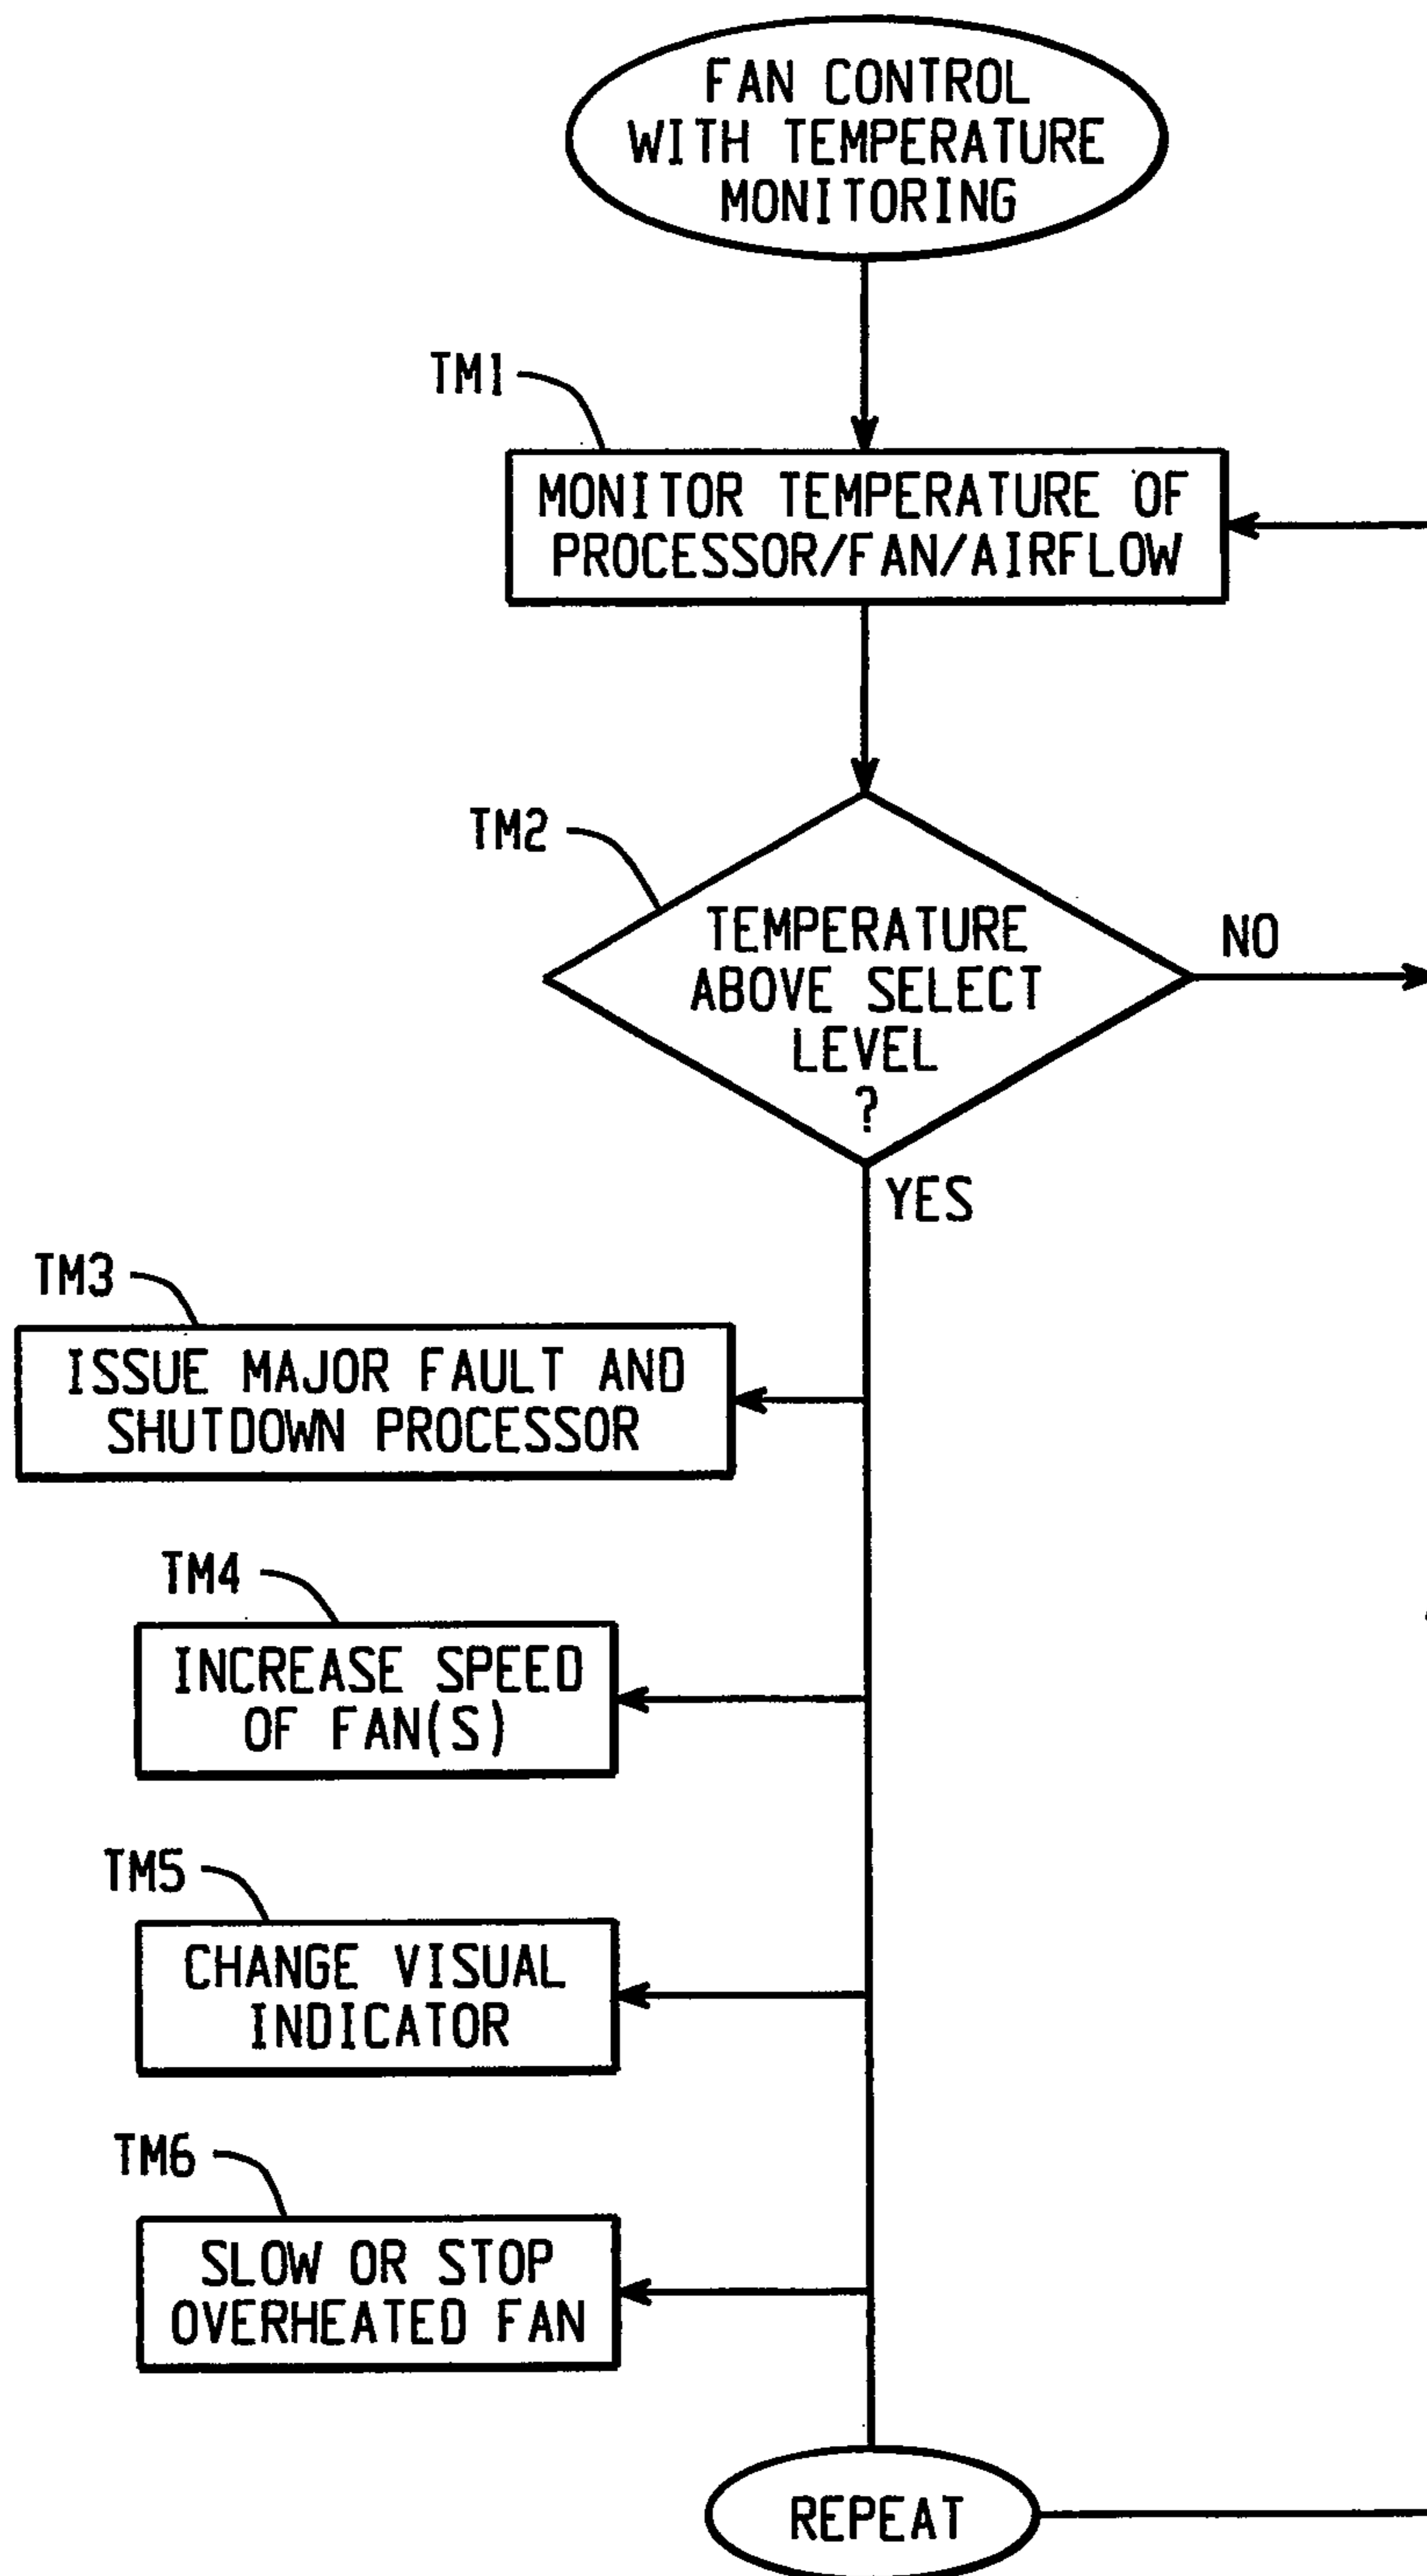 FAN CONTROL
WITH TEMPERATURE
MONITORING
TM1
MONITOR TEMPERATURE OF
PROCESSOR/FAN/AIRFLOW
TM2
TEMPERATURE
ABOVE SELECT
LEVEL
?
NO
YES
TM3
ISSUE MAJOR FAULT AND
SHUTDOWN PROCESSOR
TM4
INCREASE SPEED
OF FAN(S)
TM5
CHANGE VISUAL
INDICATOR
TM6
SLOW OR STOP
OVERHEATED FAN
REPEAT